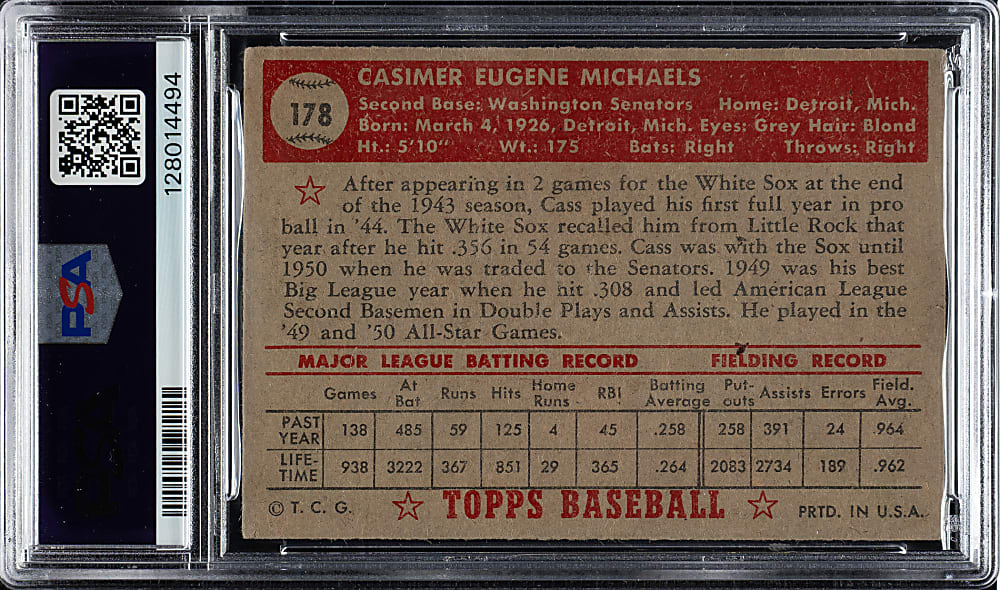 128014494
PSA
178
CASIMER EUGENE MICHAELS
Second Base: Washington Senators Home: Detroit, Mich.
Born: March 4, 1926, Detroit, Mich. Eyes: Grey Hair: Blond
Ht.: 5'10" Wt.: 175 Bats: Right Throws: Right
After appearing in 2 games for the White Sox at the end
of the 1943 season, Cass played his first full year in pro
ball in '44. The White Sox recalled him from Little Rock that
year after he hit .356 in 54 games. Cass was with the Sox until
1950 when he was traded to the Senators. 1949 was his best
Big League year when he hit .308 and led American League
Second Basemen in Double Plays and Assists. He played in the
'49 and '50 All-Star Games.
MAJOR LEAGUE BATTING RECORD FIELDING RECORD
Games At Bat Runs Hits Home Runs RBI Batting Average Put-outs Assists Errors Field. Avg.
PAST YEAR 138 485 59 125 4 45 .258 258 391 24 .964
LIFE-TIME 938 3222 367 851 29 365 .264 2083 2734 189 .962
© T. C. G. TOPPS BASEBALL PRTD. IN U.S.A.